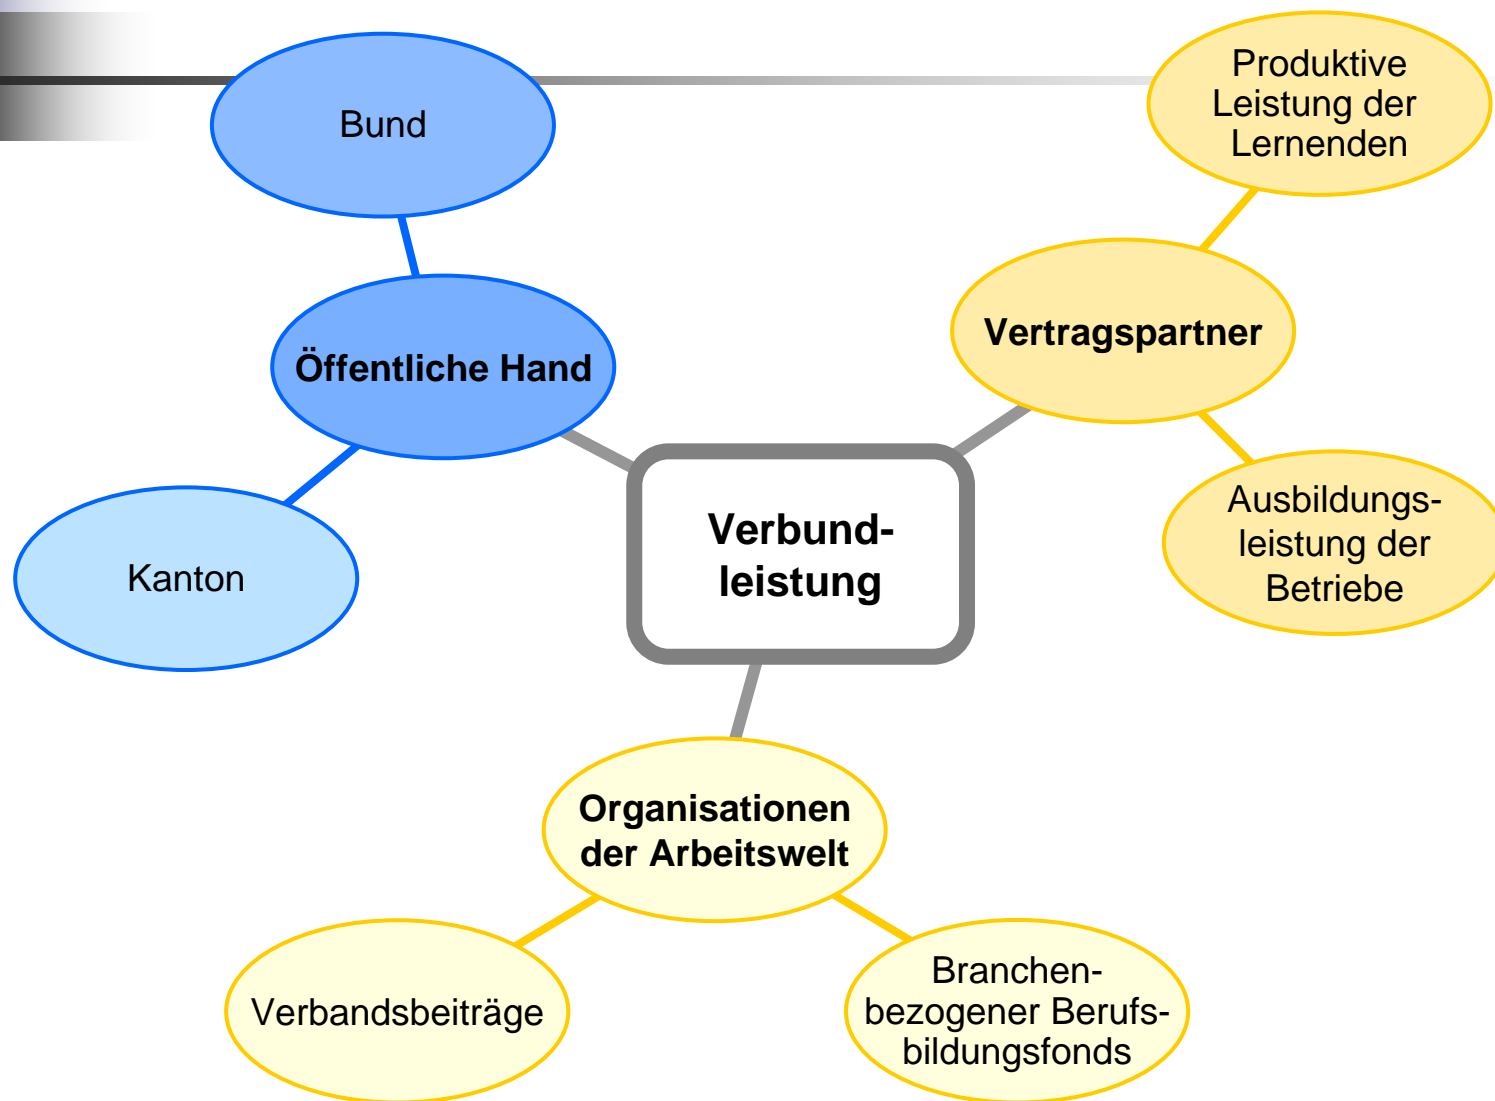 Bund
Produktive
Leistung der
Lernenden
Öffentliche Hand
Vertragspartner
Kanton
Verbund-
leistung
Ausbildungs-
leistung der
Betriebe
Organisationen
der Arbeitswelt
Verbandsbeiträge
Branchen-
bezogener Berufs-
bildungsfonds